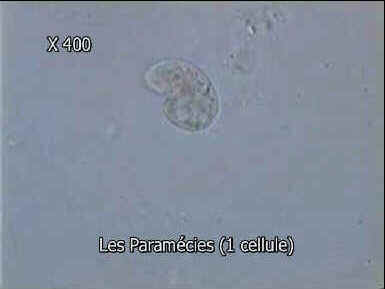 X 400
Les Paramécies (1 cellule)